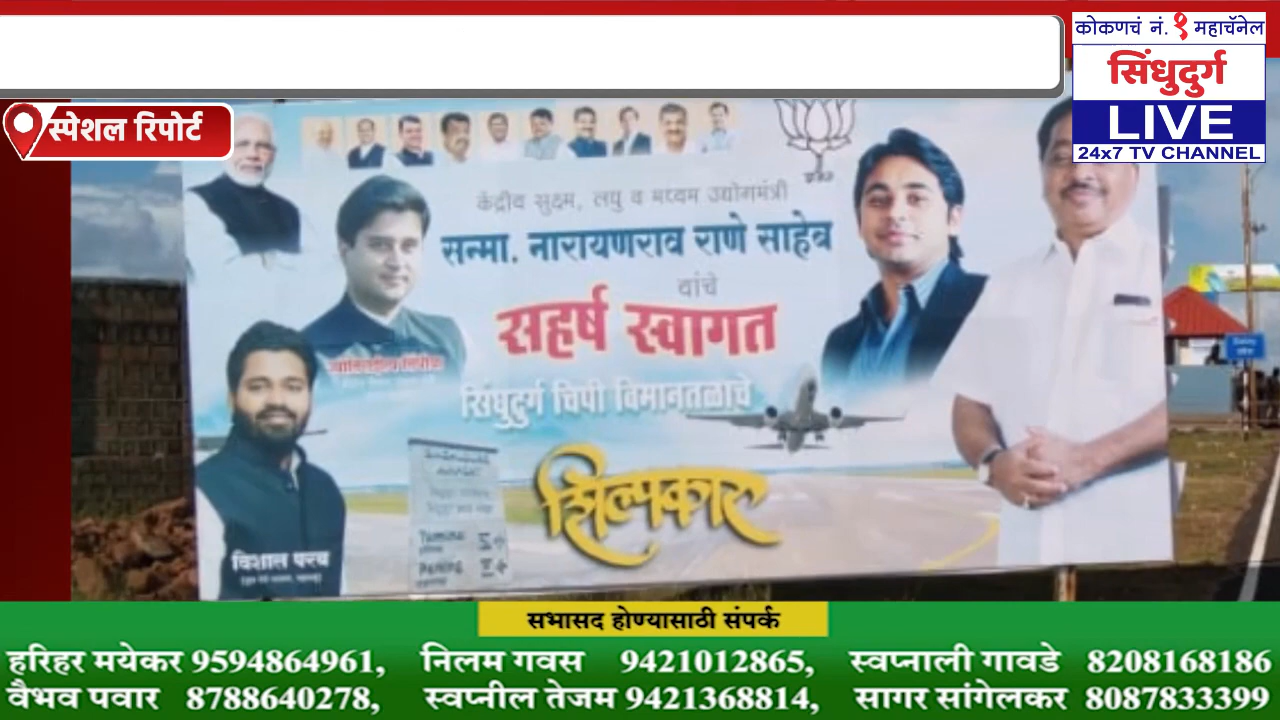 कोकणचं नं. १ महाचॅनेल
सिंधुदुर्ग
LIVE
24x7 TV CHANNEL
स्पेशल रिपोर्ट
केंद्रीय सुक्ष्म, लघु व मध्यम उद्योगमंत्री
सन्मा. नारायणराव राणे साहेब
यांचे
सहर्ष स्वागत
सिंधुदुर्ग चिपी विमानतळाचे
शिल्पकार
विशाल परब
सभासद होण्यासाठी संपर्क
हरिहर मयेकर 9594864961, निलम गवस 9421012865, स्वप्नाली गावडे 8208168186
वैभव पवार 8788640278, स्वप्नील तेजम 9421368814, सागर सांगेलकर 8087833399